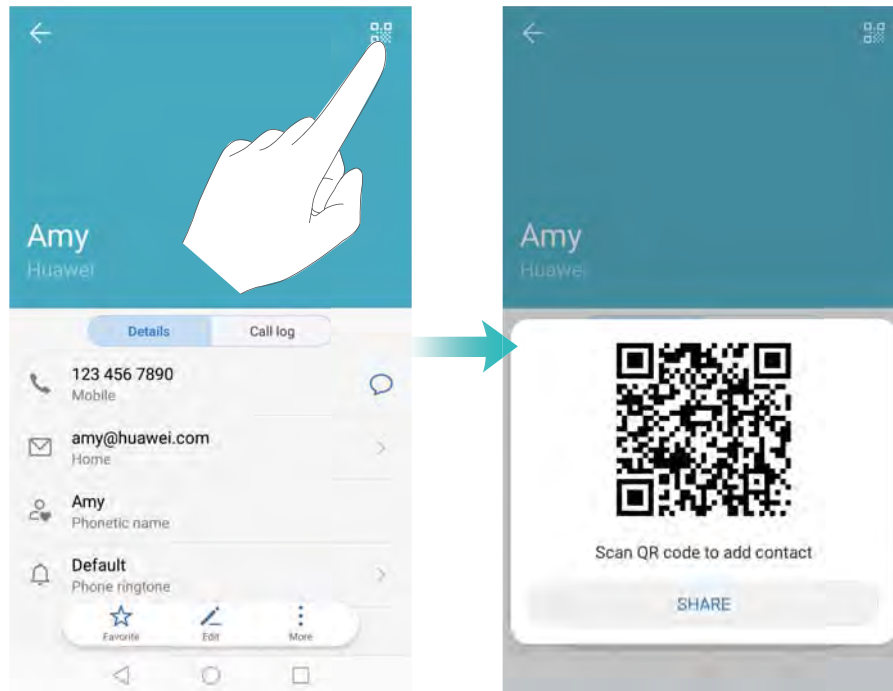 Amy
Huawei
Details
Call log
123 456 7890
Mobile
amy@huawei.com
Home
Amy
Phonetic name
Default
Phone ringtone
Favorite
Edit
More
Amy
Huawei
Scan QR code to add contact
SHARE